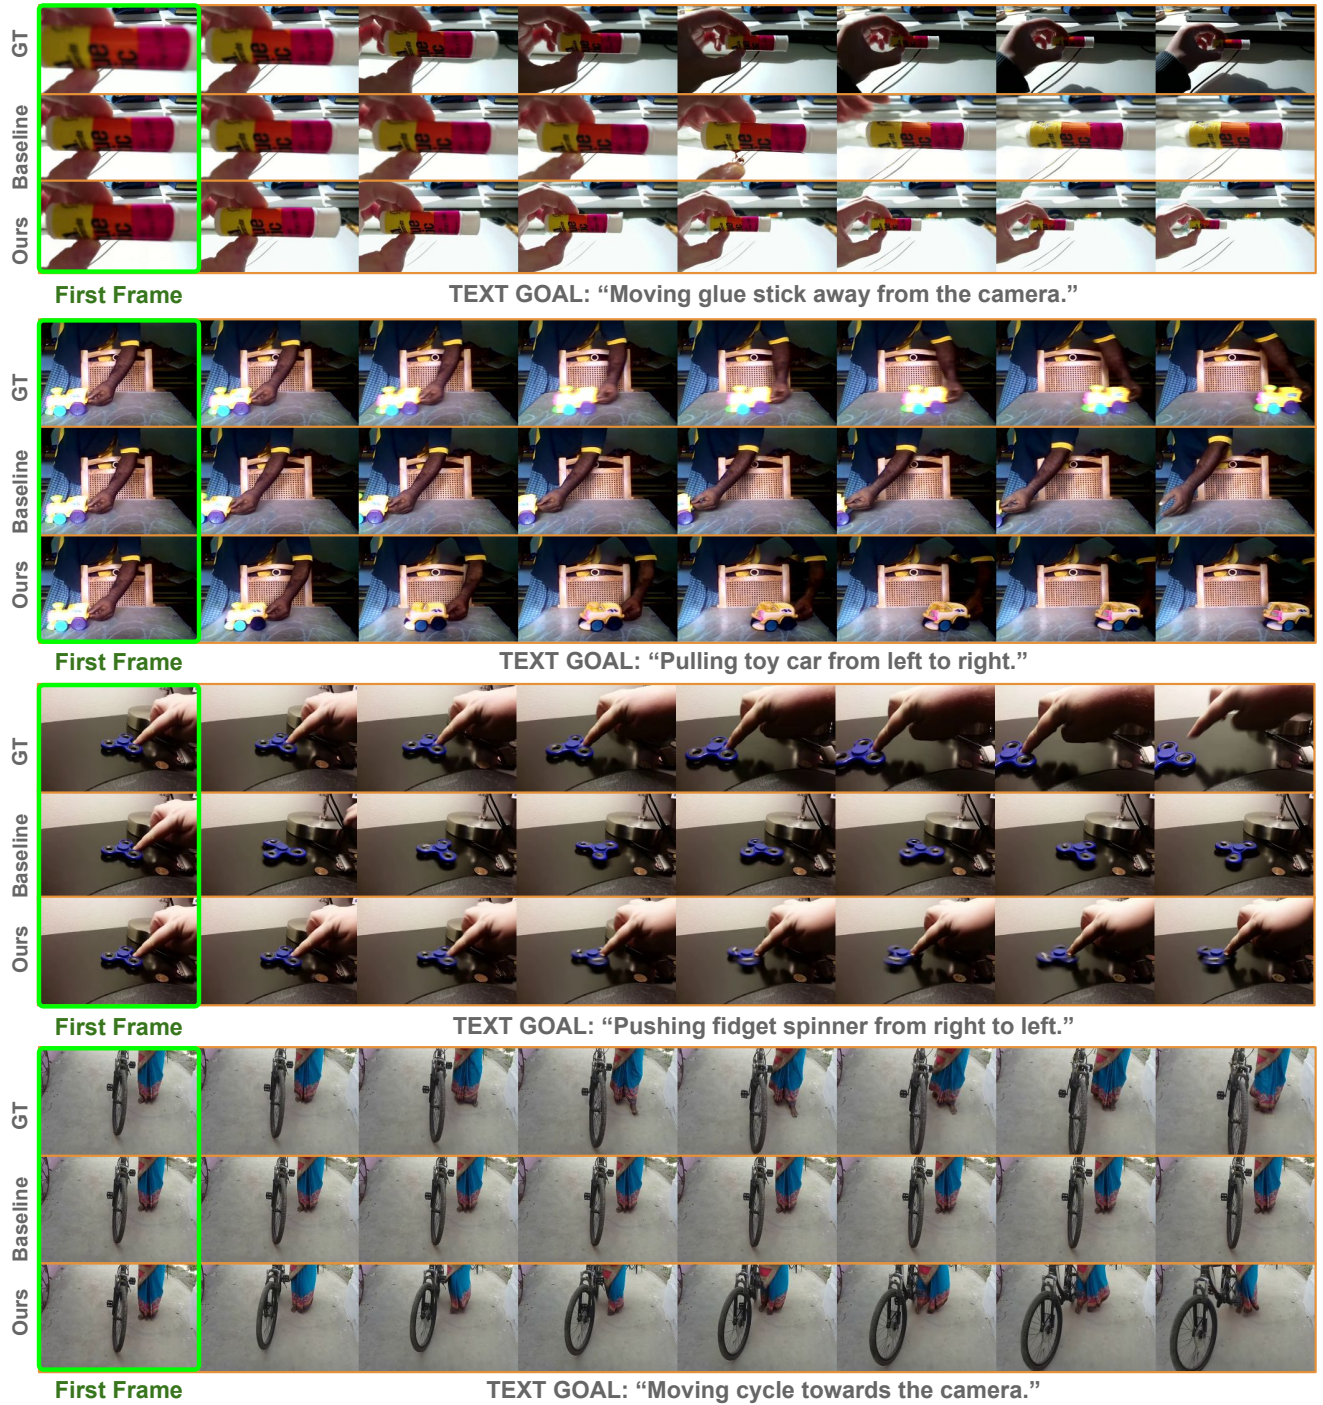 GT
Baseline
Ours
First Frame
TEXT GOAL: “Moving glue stick away from the camera.”
GT
Baseline
Ours
First Frame
TEXT GOAL: “Pulling toy car from left to right.”
GT
Baseline
Ours
First Frame
TEXT GOAL: “Pushing fidget spinner from right to left.”
GT
Baseline
Ours
First Frame
TEXT GOAL: “Moving cycle towards the camera.”